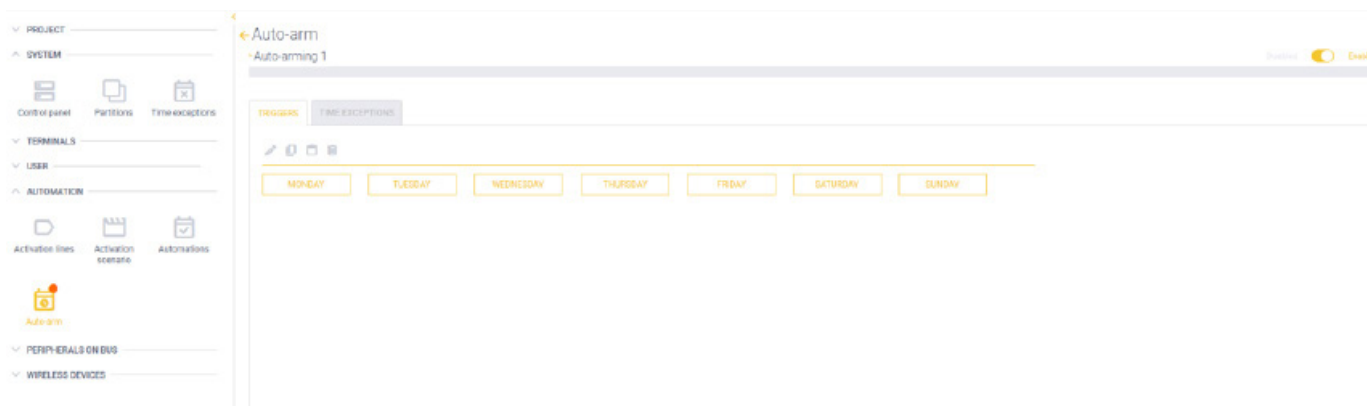 PROJECT
SYSTEM
Control panel
Partitions
Time exceptions
TERMINALS
USER
AUTOMATION
Activation lines
Activation scenario
Automations
Auto-arm
PERIPHERALS ON BUS
WIRELESS DEVICES
Auto-arm
Auto-arming 1
TRIGGERS
TIME EXCEPTIONS
MONDAY
TUESDAY
WEDNESDAY
THURSDAY
FRIDAY
SATURDAY
SUNDAY